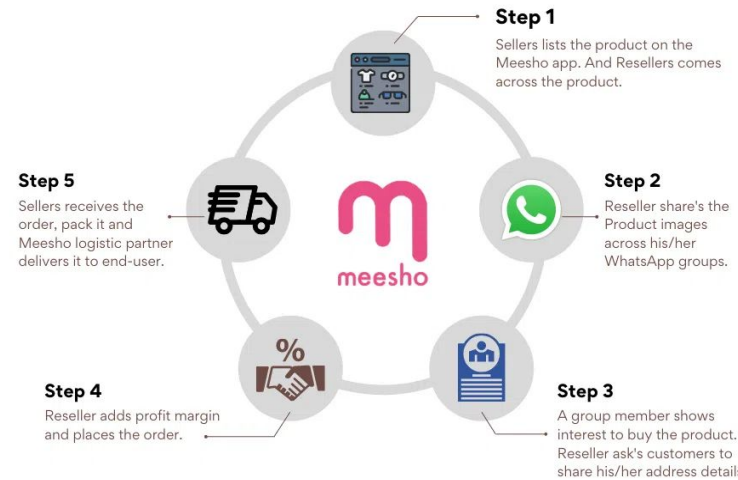 Step 1
Sellers lists the product on the
Meesho app. And Resellers comes
across the product.
Step 2
Reseller share's the
Product images
across his/her
WhatsApp groups.
Step 3
A group member shows
interest to buy the product.
Reseller ask's customers to
share his/her address details
Step 4
Reseller adds profit margin
and places the order.
Step 5
Sellers receives the
order, pack it and
Meesho logistic partner
delivers it to end-user.
meesho
%